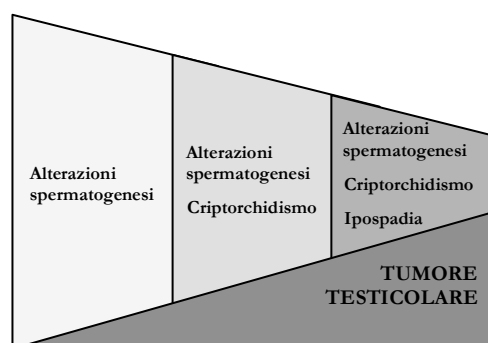 Alterazioni
spermatogenesi
Alterazioni
spermatogenesi
Criptorchidismo
Alterazioni
spermatogenesi
Criptorchidismo
Ipospadia
TUMORE
TESTICOLARE